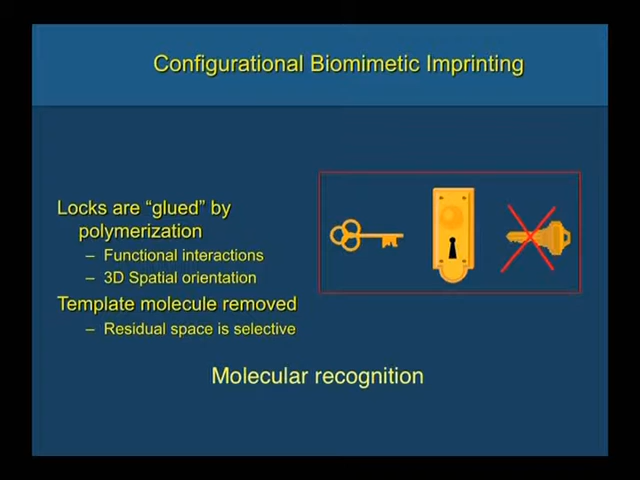 Configurational Biomimetic Imprinting
Locks are “glued” by
polymerization
– Functional interactions
– 3D Spatial orientation
Template molecule removed
– Residual space is selective
Molecular recognition